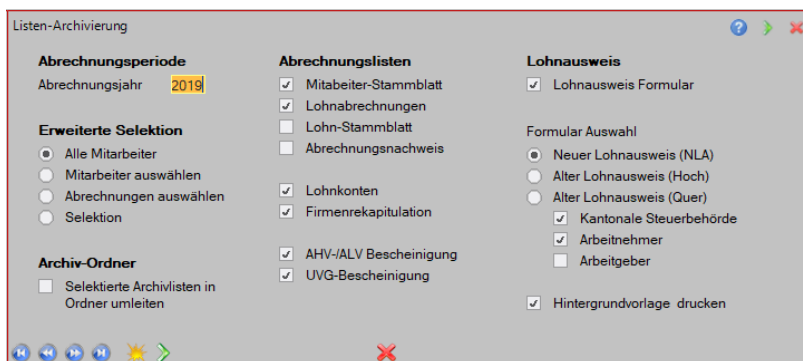 Listen-Archivierung
Abrechnungsperiode
Abrechnungsjahr 2019
Erweiterte Selektion
Alle Mitarbeiter
Mitarbeiter auswählen
Abrechnungen auswählen
Selektion
Archiv-Ordner
Selektierte Archivlisten in
Ordner umleiten
Abrechnungslisten
Mitabeiter-Stammblatt
Lohnabrechnungen
Lohn-Stammblatt
Abrechnungsnachweis
Lohnkonten
Firmenrekapitulation
AHV-/ALV Bescheinigung
UVG-Bescheinigung
Lohnausweis
Lohnausweis Formular
Formular Auswahl
Neuer Lohnausweis (NLA)
Alter Lohnausweis (Hoch)
Alter Lohnausweis (Quer)
Kantonale Steuerbehörde
Arbeitnehmer
Arbeitgeber
Hintergrundvorlage drucken